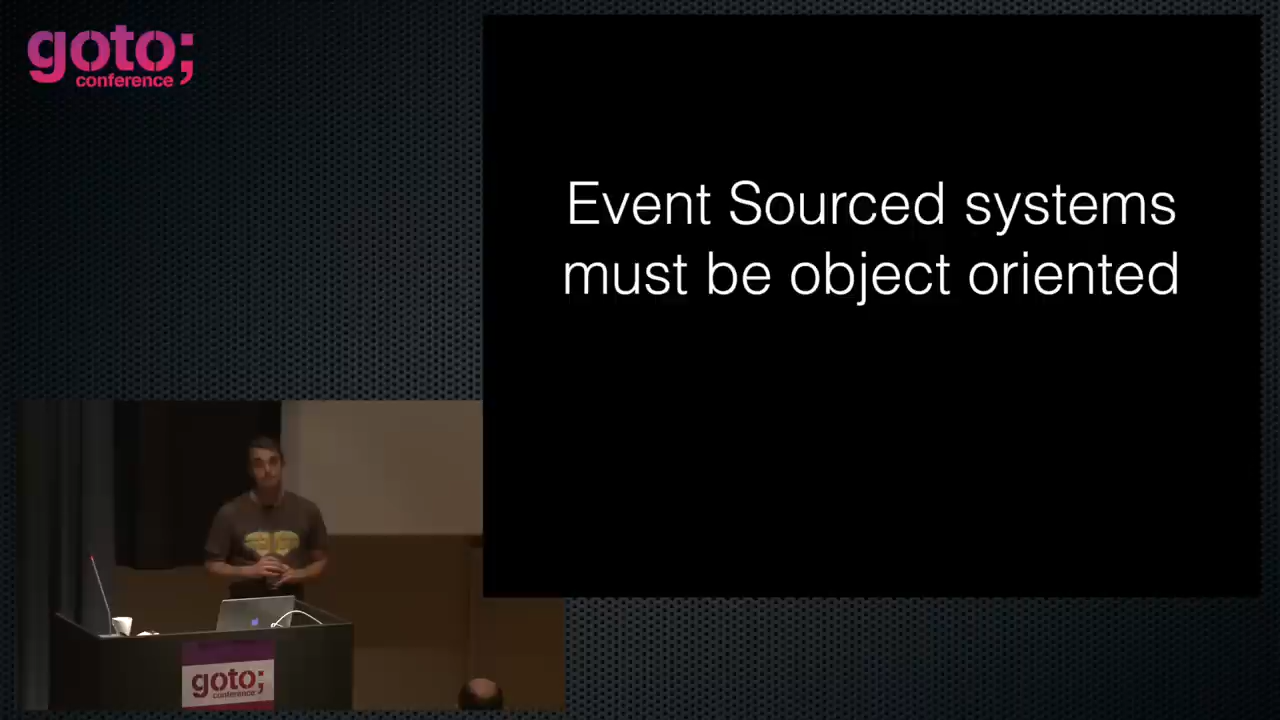 goto;
conference
Event Sourced systems
must be object oriented
goto;
conference